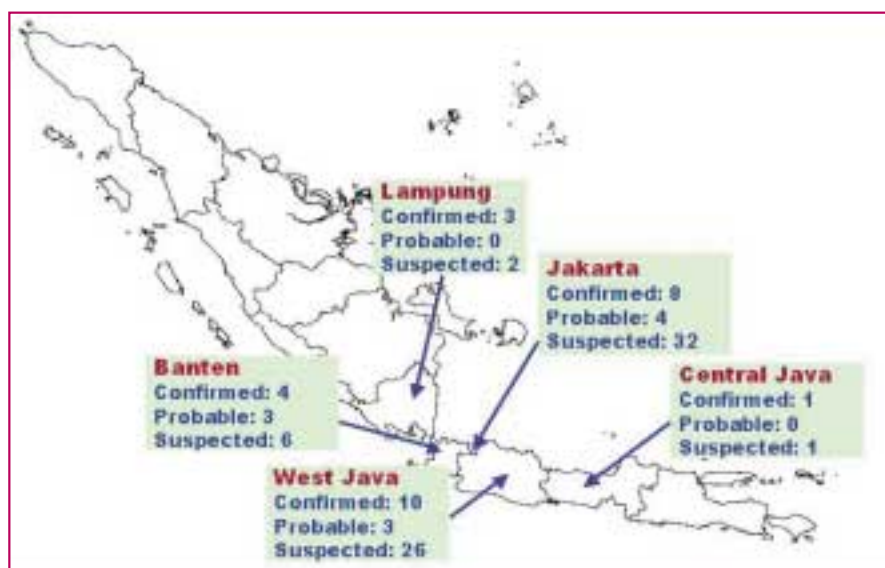 Lampung
Confirmed: 3
Probable: 0
Suspected: 2
Jakarta
Confirmed: 8
Probable: 4
Suspected: 32
Banten
Confirmed: 4
Probable: 3
Suspected: 6
Central Java
Confirmed: 1
Probable: 0
Suspected: 1
West Java
Confirmed: 10
Probable: 3
Suspected: 26